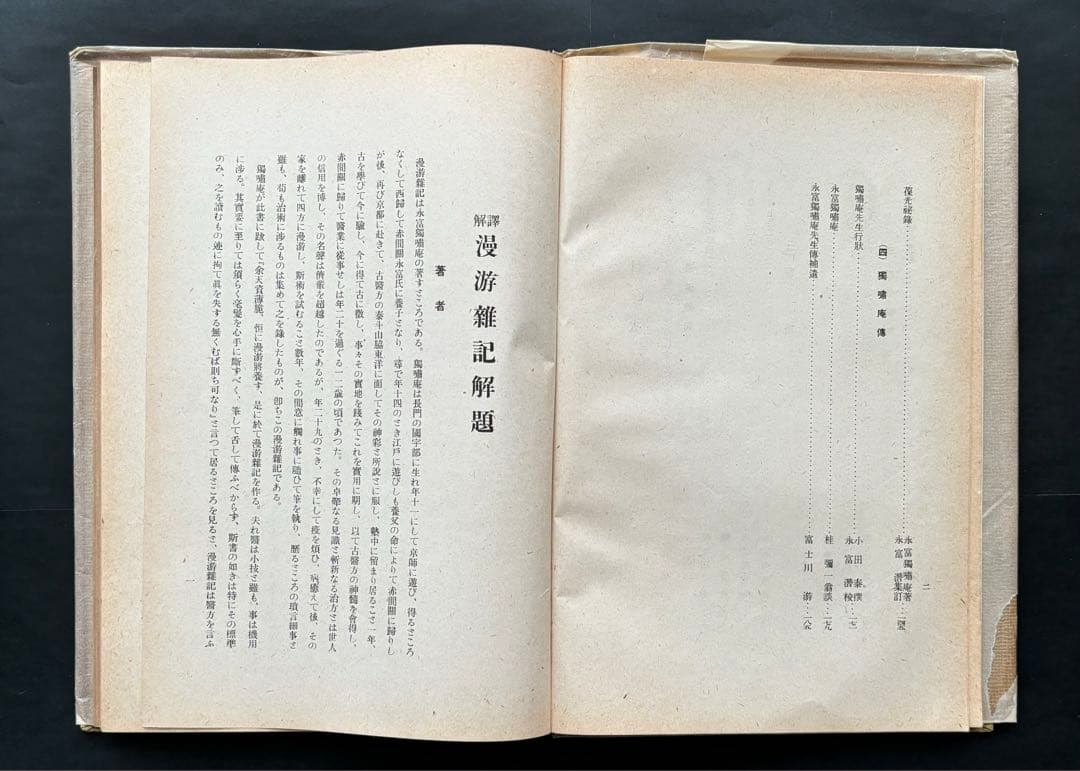 二
葆光祕錄……永富獨嘯庵著 永富潛集訂…
(四) 獨嘯庵傳
獨嘯庵先生行狀……小田泰撰 永富潛校…
永富獨嘯庵……桂彌一翁談…
永富獨嘯庵先生傳補遺……富士川游…
譯解 漫游雜記解題
著者
漫游雜記は永富獨嘯庵の著すところである。獨嘯庵は長門の國宇部に生れ年十一にして京師に遊び、得るところ
なくして西歸して赤間關永富氏に養子となり、尋で年十四のとき江戸に遊びしも養父の命によりて赤間關に歸りし
が後、再び京都に赴きて、古醫方の泰斗山脇東洋に面してその神彩と所說とに服し、塾中に留まり居ること一年、
古を學びて今に驗し、今に得て古に徵し、事々その實地を踐みてこれを實用に期し、以て古醫方の神髓を會得し、
赤間關に歸りて醫業に從事せしは年二十を過ぐる一二歲の頃であつた。その卓犖なる見識と斬新なる治方とは世人
の信用を博し、その名聲は儕輩を超越したのであるが、年二十九のとき、不幸にして疫を煩ひ、病癒えて後、その
家を離れて四方に漫游し、斯術を試むること數年、その間意に觸れ事に隨ひて筆を執り、歷るところの瑣言細事と
雖も、苟も治術に涉るものは集めて之を錄したものが、卽ちこの漫游雜記である。
獨嘯庵が此書に跋して『余天資薄脆、恒に漫游將養す、是に於て漫游雜記を作る。夫れ醫は小技と雖も、事は機用
に涉る。其實妄に至りては須らく毫釐を心手に斷すべく、筆して舌して傳ふべからず、斯書の如きは特にその標準
のみ、之を讀むもの迹に拘て眞を失する無くむば則ち可なり』と言つて居るところを見ると、漫游雜記は醫方を言ふ
一